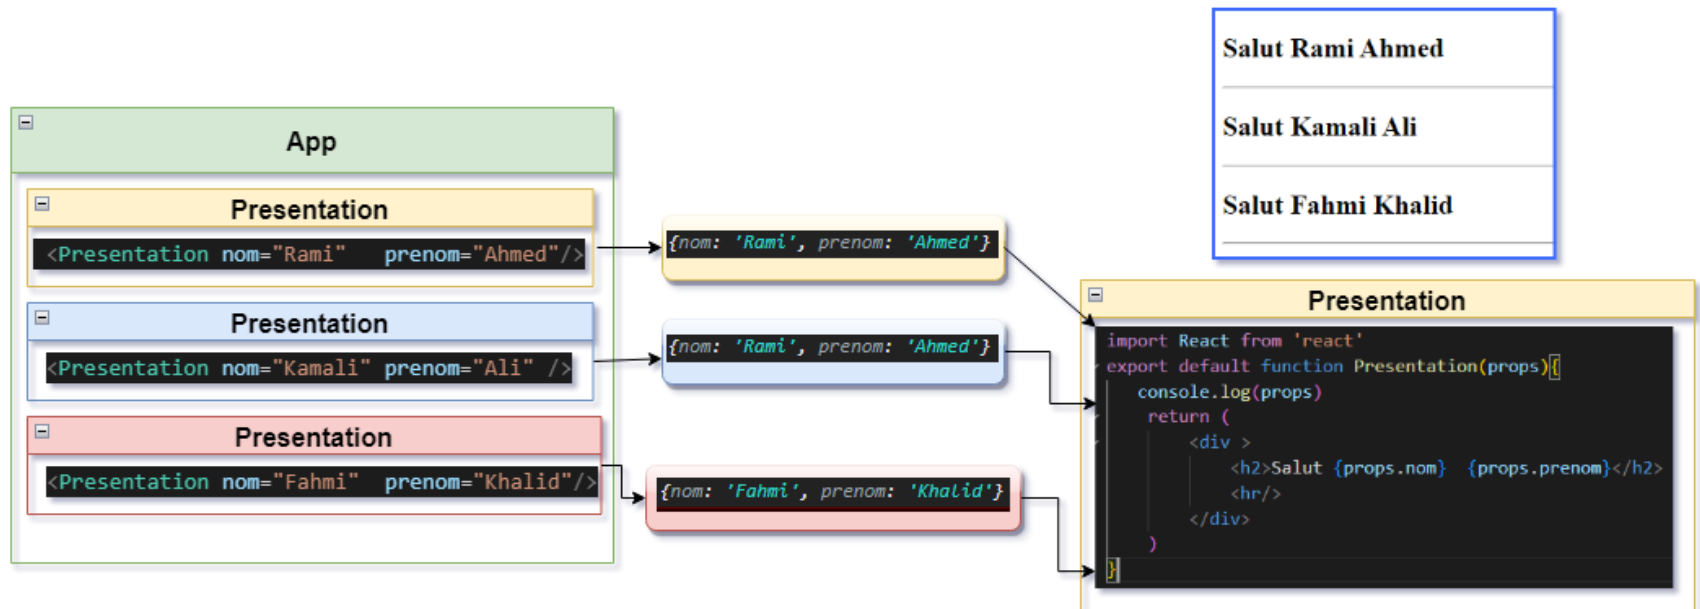 App
Presentation
<Presentation nom="Rami"   prenom="Ahmed"/>
Presentation
<Presentation nom="Kamali" prenom="Ali" />
Presentation
<Presentation nom="Fahmi"  prenom="Khalid"/>
{nom: 'Rami', prenom: 'Ahmed'}
{nom: 'Rami', prenom: 'Ahmed'}
{nom: 'Fahmi', prenom: 'Khalid'}
Salut Rami Ahmed
Salut Kamali Ali
Salut Fahmi Khalid
Presentation
import React from 'react'
export default function Presentation(props){
console.log(props)
return (
<div >
<h2>Salut {props.nom}  {props.prenom}</h2>
<hr/>
</div>
)
}